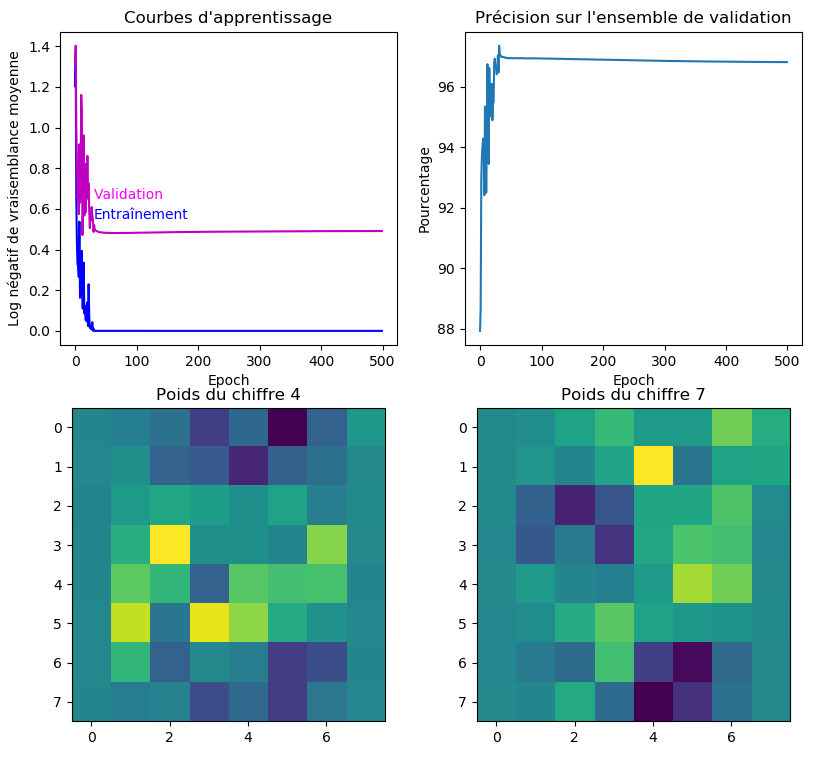 Courbes d'apprentissage
Log négatif de vraisemblance moyenne
1.4
1.2
1.0
0.8
0.6
0.4
0.2
0.0
Validation
Entraînement
0 100 200 300 400 500
Epoch
Précision sur l'ensemble de validation
Pourcentage
96
94
92
90
88
0 100 200 300 400 500
Epoch
Poids du chiffre 4
0
1
2
3
4
5
6
7
0 2 4 6
Poids du chiffre 7
0
1
2
3
4
5
6
7
0 2 4 6